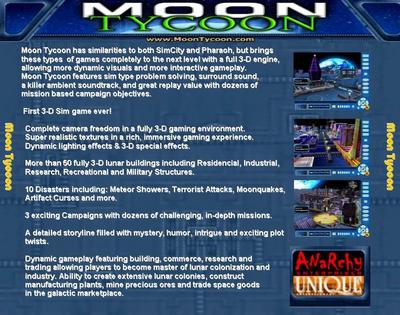 MOON
TYCOON
www.MoonTycoon.com
Moon Tycoon has similarities to both SimCity and Pharaoh, but brings
these types of games completely to the next level with a full 3-D engine,
allowing more dynamic visuals and more interactive gameplay.
Moon Tycoon features sim type problem solving, surround sound,
a killer ambient soundtrack, and great replay value with dozens of
mission based campaign objectives.
First 3-D Sim game ever!
Complete camera freedom in a fully 3-D gaming environment.
Super realistic textures in a rich, immersive gaming experience.
Dynamic lighting effects & 3-D special effects.
More than 60 fully 3-D lunar buildings including Residencial, Industrial,
Research, Recreational and Military Structures.
10 Disasters including: Meteor Showers, Terrorist Attacks, Moonquakes,
Artifact Curses and more.
3 exciting Campaigns with dozens of challenging, in-depth missions.
A detailed storyline filled with mystery, humor, intrigue and exciting plot
twists.
Dynamic gameplay featuring building, commerce, research and
trading allowing players to become master of lunar colonization and
industry. Ability to create extensive lunar colonies, construct
manufacturing plants, mine precious ores and trade space goods
in the galactic marketplace.
Moon Tycoon
Moon Tycoon
ANARCHY
ENTERPRISES
UNIQUE
ENTERTAINMENT